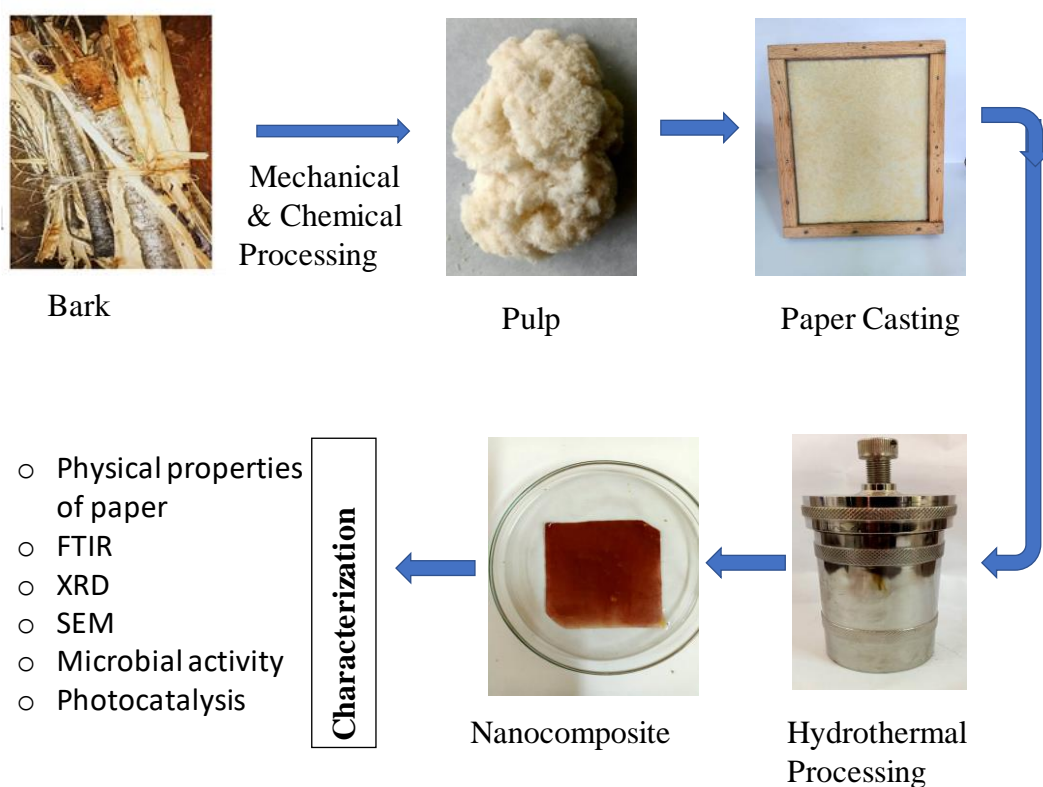 Mechanical
& Chemical
Processing
Bark
Pulp
Paper Casting
○ Physical properties
of paper
○ FTIR
○ XRD
○ SEM
○ Microbial activity
○ Photocatalysis
Characterization
Nanocomposite
Hydrothermal
Processing